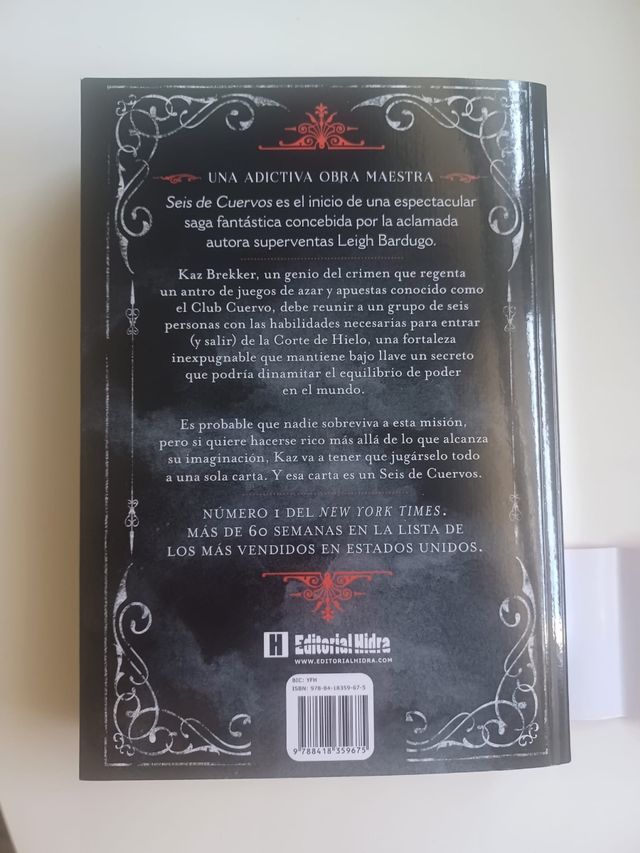 UNA ADICTIVA OBRA MAESTRA
Seis de Cuervos es el inicio de una espectacular
saga fantástica concebida por la aclamada
autora superventas Leigh Bardugo.
Kaz Brekker, un genio del crimen que regenta
un antro de juegos de azar y apuestas conocido como
el Club Cuervo, debe reunir a un grupo de seis
personas con las habilidades necesarias para entrar
(y salir) de la Corte de Hielo, una fortaleza
inexpugnable que mantiene bajo llave un secreto
que podría dinamitar el equilibrio de poder
en el mundo.
Es probable que nadie sobreviva a esta misión,
pero si quiere hacerse rico más allá de lo que alcanza
su imaginación, Kaz va a tener que jugárselo todo
a una sola carta. Y esa carta es un Seis de Cuervos.
NÚMERO 1 DEL NEW YORK TIMES.
MÁS DE 60 SEMANAS EN LA LISTA DE
LOS MÁS VENDIDOS EN ESTADOS UNIDOS.
H Editorial Hidra
WWW.EDITORIALHIDRA.COM
BIC: YFH
ISBN: 978-84-18359-67-5
9 788418 359675